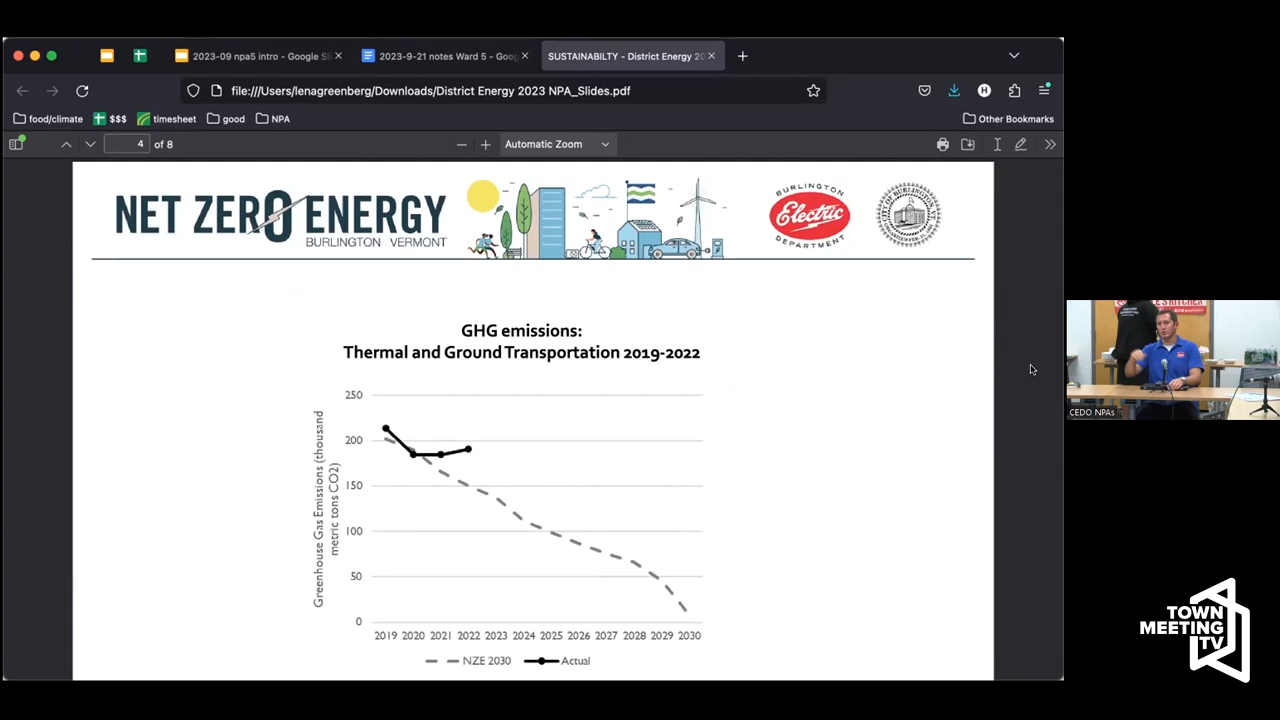 2023-09 npa5 intro - Google Sl
2023-9-21 notes Ward 5 - Goog
SUSTAINABILTY - District Energy 20
file:///Users/lenagreenberg/Downloads/District Energy 2023 NPA_Slides.pdf
H
food/climate
$$$
timesheet
good
NPA
Other Bookmarks
4 of 8
Automatic Zoom
NET ZERO ENERGY
BURLINGTON VERMONT
BURLINGTON
Electric
DEPARTMENT
GHG emissions:
Thermal and Ground Transportation 2019-2022
Greenhouse Gas Emissions (thousand
metric tons CO2)
250
200
150
100
50
0
2019 2020 2021 2022 2023 2024 2025 2026 2027 2028 2029 2030
NZE 2030 Actual
CEDO NPAs
TOWN
MEETING
TV